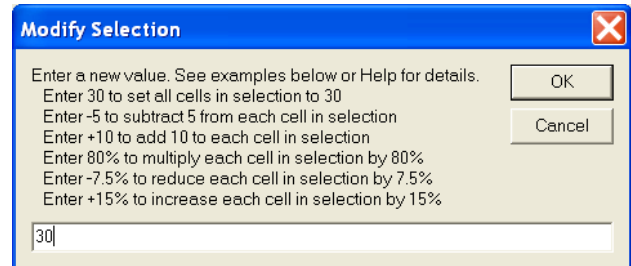 Modify Selection
Enter a new value. See examples below or Help for details.
Enter 30 to set all cells in selection to 30
Enter -5 to subtract 5 from each cell in selection
Enter +10 to add 10 to each cell in selection
Enter 80% to multiply each cell in selection by 80%
Enter -7.5% to reduce each cell in selection by 7.5%
Enter +15% to increase each cell in selection by 15%
OK
Cancel
30